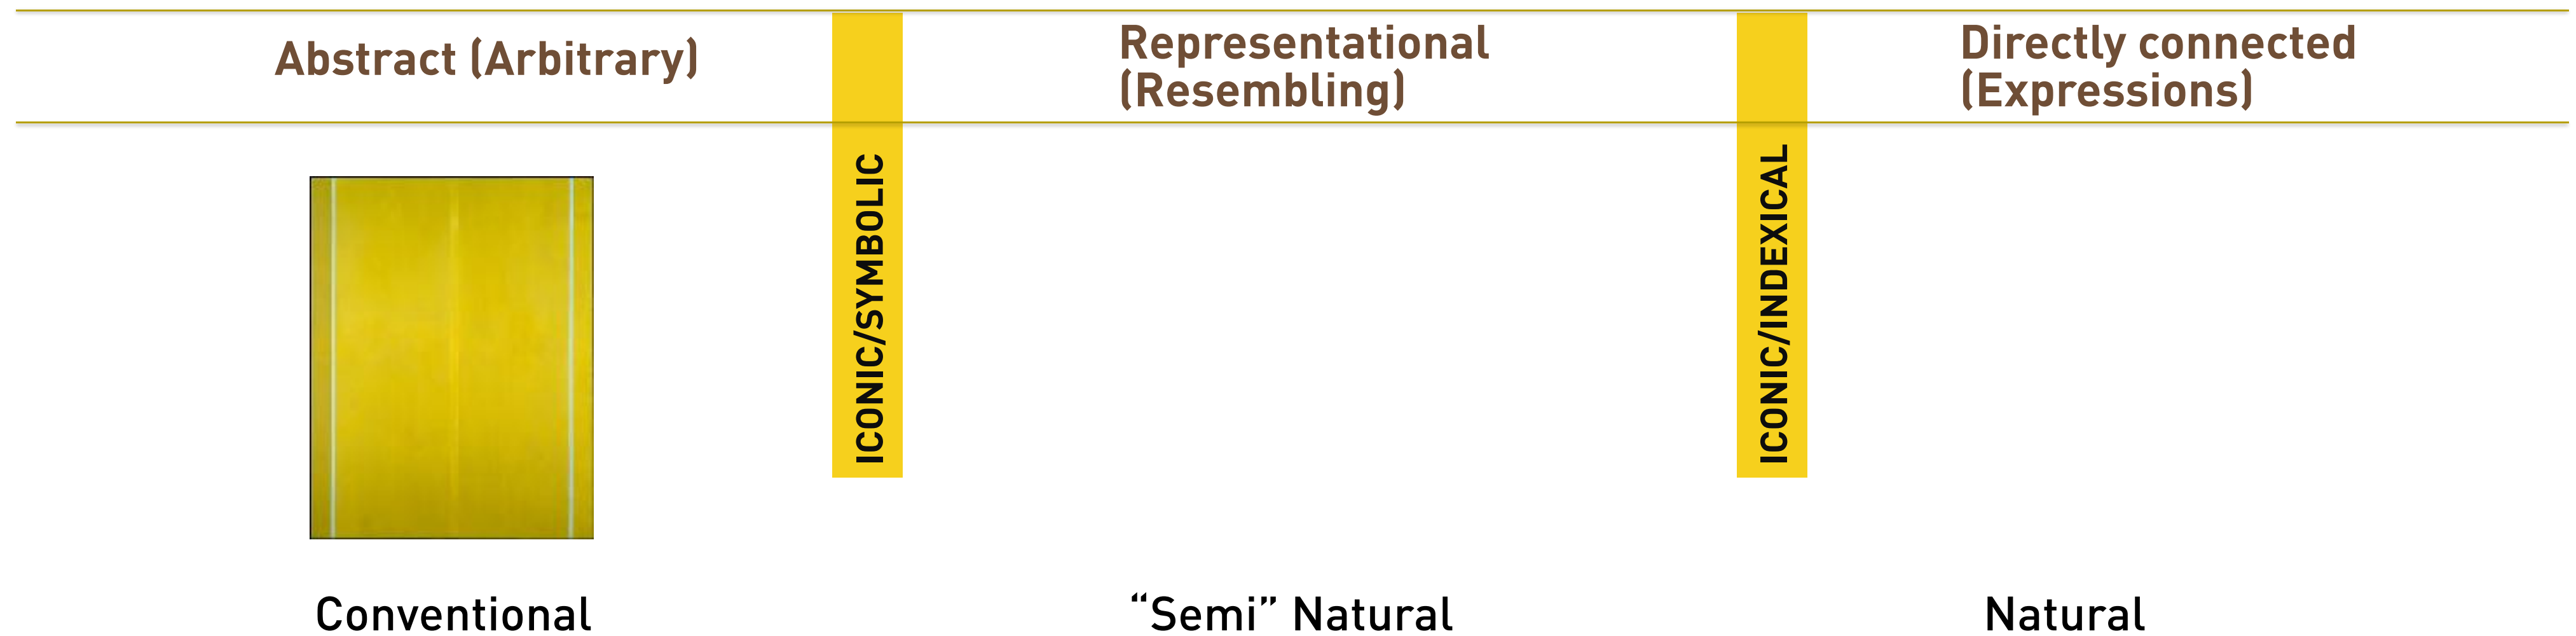 Abstract (Arbitrary)
Representational
(Resembling)
Directly connected
(Expressions)
ICONIC/SYMBOLIC
ICONIC/INDEXICAL
Conventional
“Semi” Natural
Natural